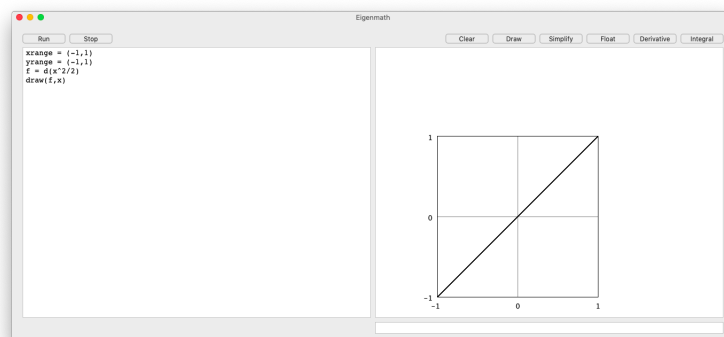 Eigenmath
Run Stop Clear Draw Simplify Float Derivative Integral
xrange = (-1,1)
yrange = (-1,1)
f = d(x^2/2)
draw(f,x)
1
0
-1
-1 0 1